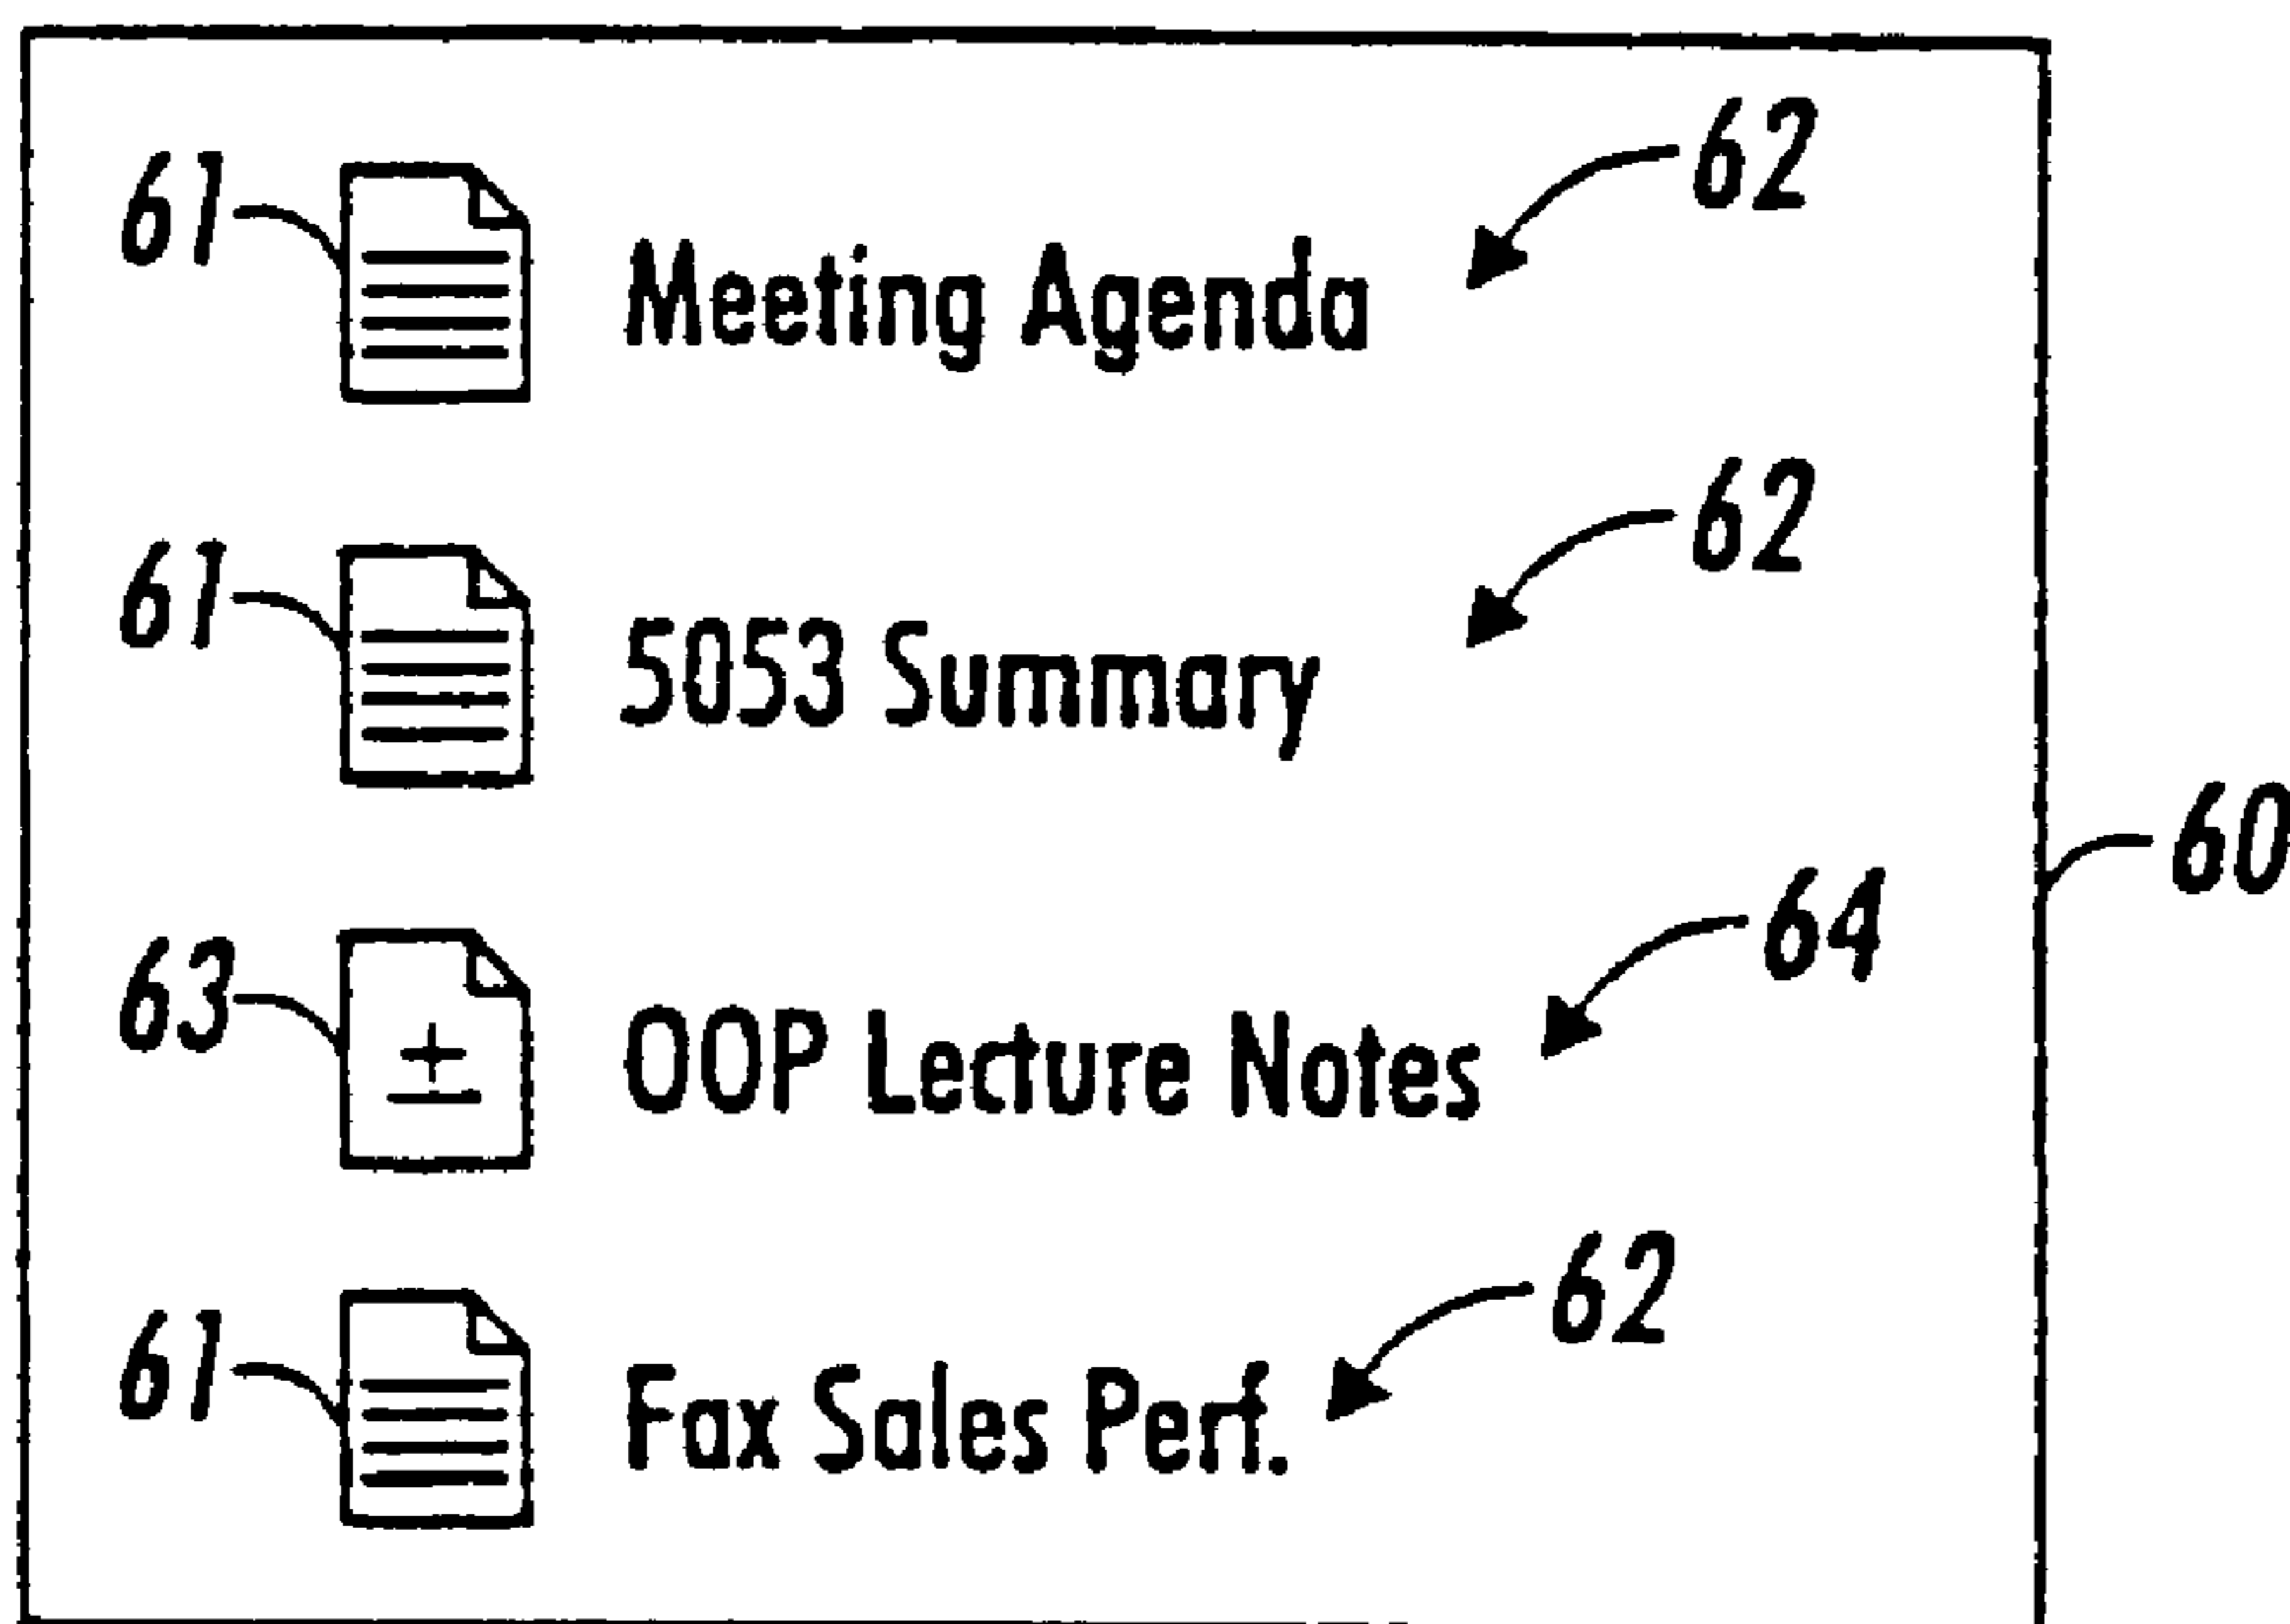 62
61 Meeting Agenda
62
61 5053 Summary
60
64
63 ± OOP Lecture Notes
62
61 Fax Sales Perf.